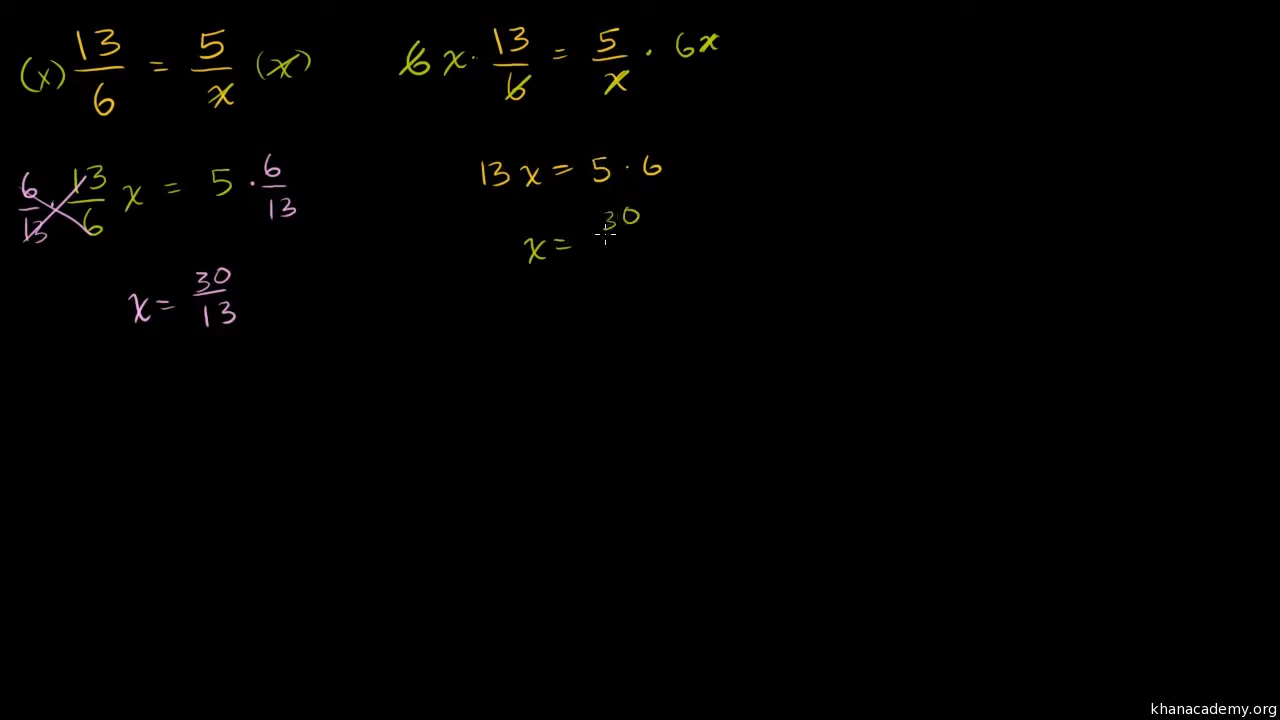 (x) 13/6 = 5/x (x)
6/13 · 13/6 x = 5 · 6/13
x = 30/13
6x · 13/6 = 5/x · 6x
13x = 5 · 6
x = 30
khanacademy.org